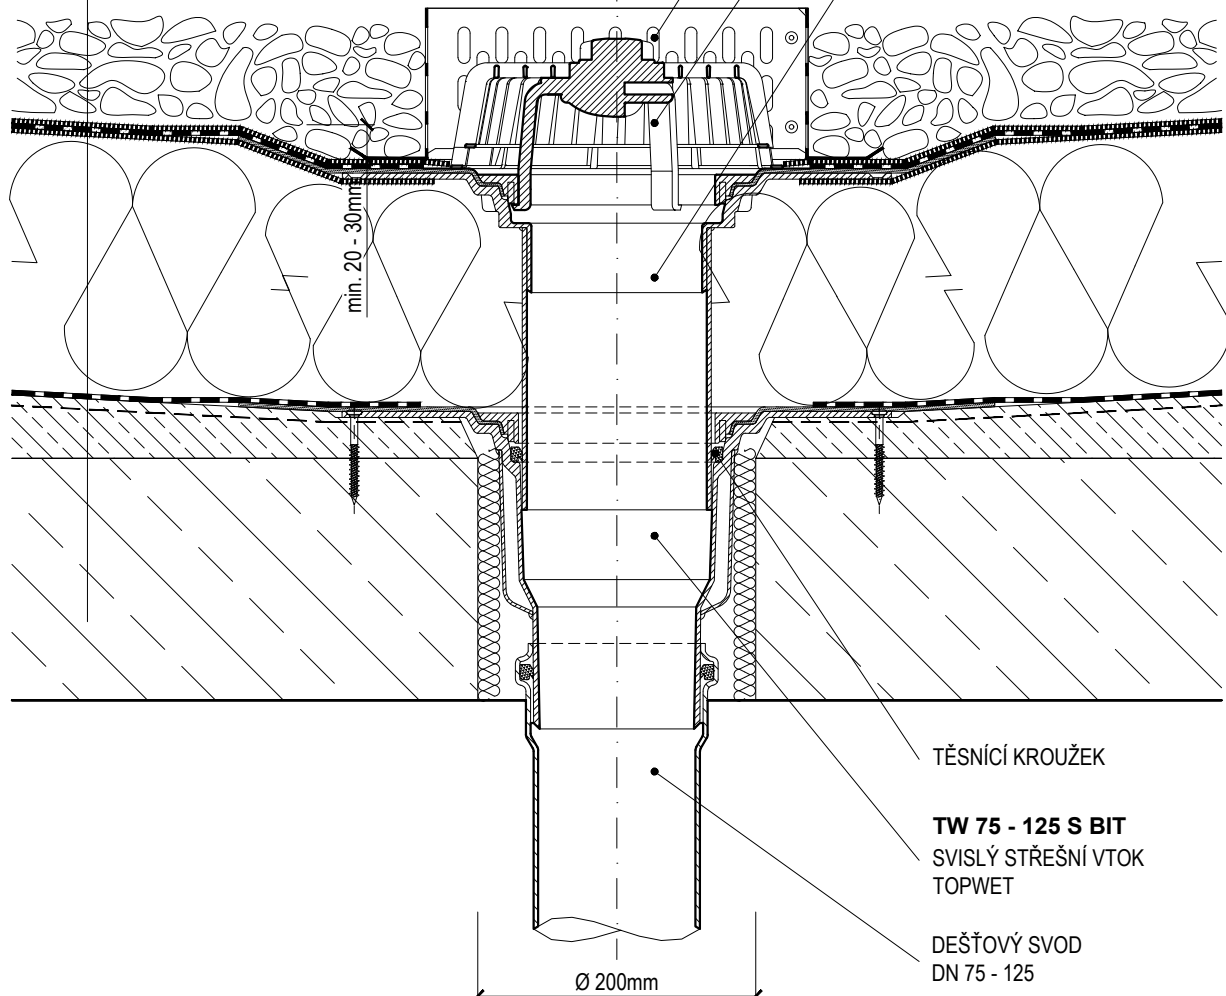 min. 20 - 30mm
TĚSNÍCÍ KROUŽEK
TW 75 - 125 S BIT
SVISLÝ STŘEŠNÍ VTOK
TOPWET
DEŠŤOVÝ SVOD
DN 75 - 125
Ø 200mm